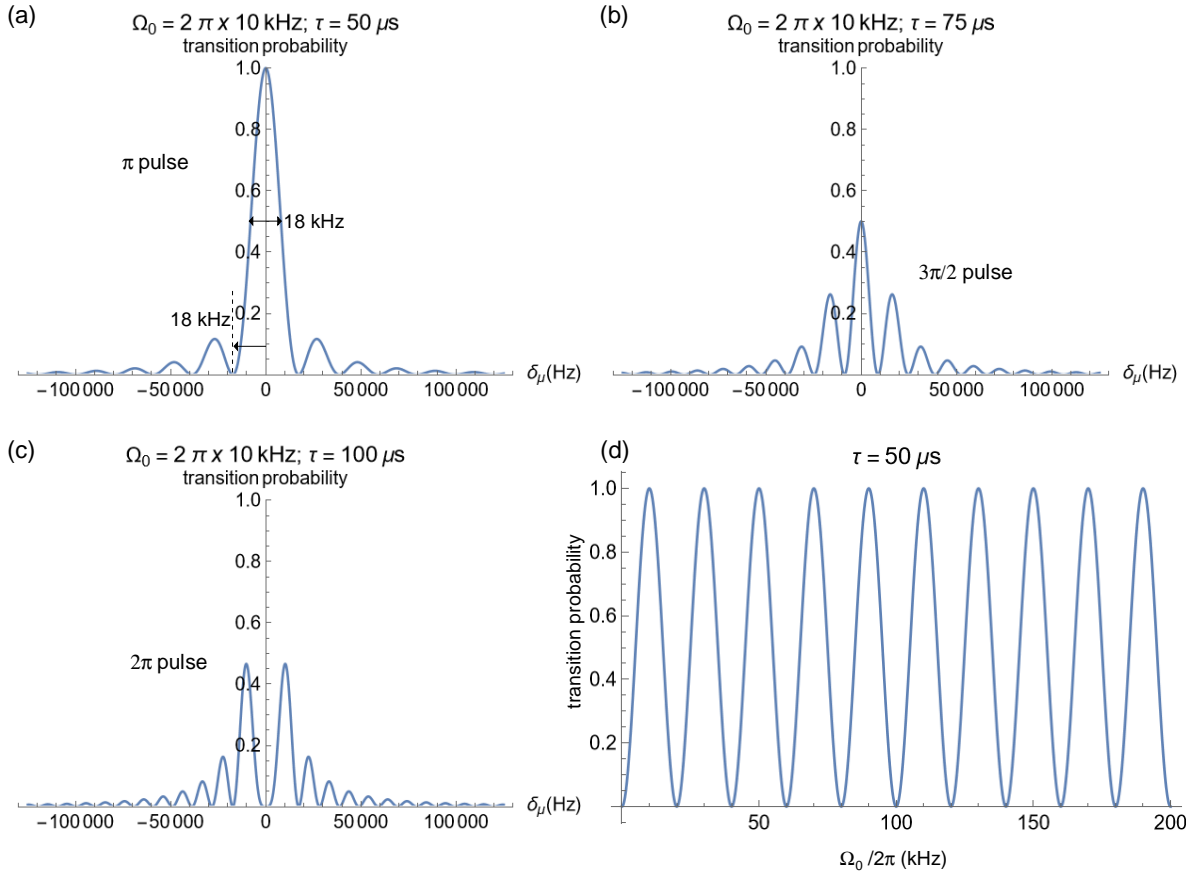 (a)
Ω₀ = 2 π x 10 kHz; τ = 50 μs
transition probability
1.0
0.8
π pulse
0.6
18 kHz
0.4
18 kHz
0.2
δμ(Hz)
−100 000 −50 000 0 50 000 100 000
(b)
Ω₀ = 2 π x 10 kHz; τ = 75 μs
transition probability
1.0
0.8
0.6
0.4
3π/2 pulse
0.2
δμ(Hz)
−100 000 −50 000 0 50 000 100 000
(c)
Ω₀ = 2 π x 10 kHz; τ = 100 μs
transition probability
1.0
0.8
0.6
2π pulse
0.4
0.2
δμ(Hz)
−100 000 −50 000 0 50 000 100 000
(d)
τ = 50 μs
transition probability
1.0
0.8
0.6
0.4
0.2
50 100 150 200
Ω₀ /2π (kHz)